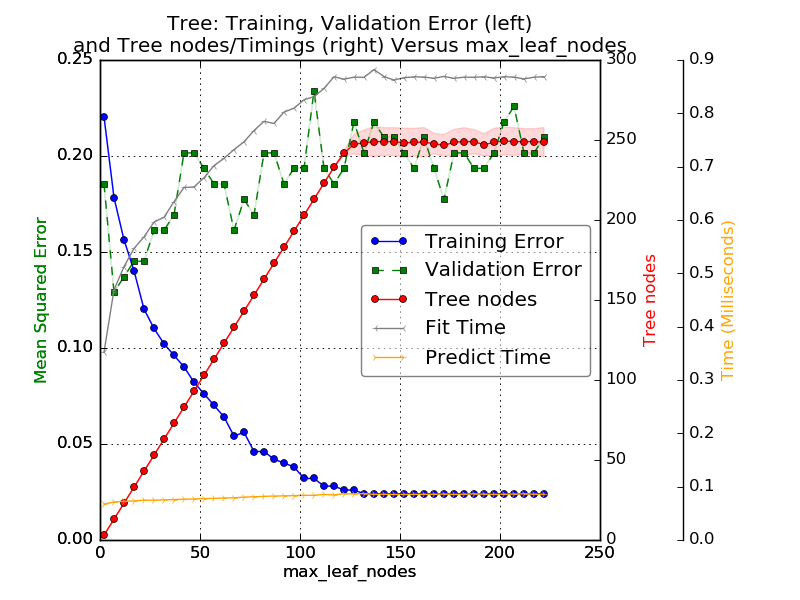 Tree: Training, Validation Error (left)
and Tree nodes/Timings (right) Versus max_leaf_nodes
0.25
0.20
0.15
0.10
0.05
0.00
Mean Squared Error
0
50
100
150
200
250
max_leaf_nodes
Training Error
Validation Error
Tree nodes
Fit Time
Predict Time
300
250
200
150
100
50
0
Tree nodes
0.9
0.8
0.7
0.6
0.5
0.4
0.3
0.2
0.1
0.0
Time (Milliseconds)